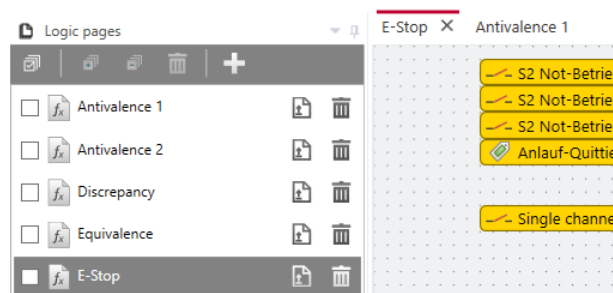 Logic pages
Antivalence 1
Antivalence 2
Discrepancy
Equivalence
E-Stop
E-Stop
Antivalence 1
S2 Not-Betrie
S2 Not-Betrie
S2 Not-Betrie
Anlauf-Quittie
Single channe